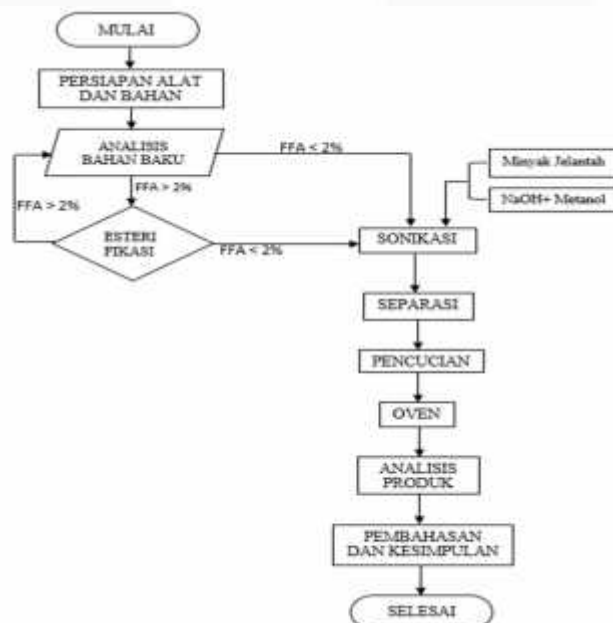 MULAI
PERSIAPAN ALAT
DAN BAHAN
ANALISIS
BAHAN BAKU
FFA < 2%
FFA > 2%
FFA > 2%
ESTERI
FIKASI
FFA < 2%
Minyak Jelantah
NaOH+ Metanol
SONIKASI
SEPARASI
PENCUCIAN
OVEN
ANALISIS
PRODUK
PEMBAHASAN
DAN KESIMPULAN
SELESAI